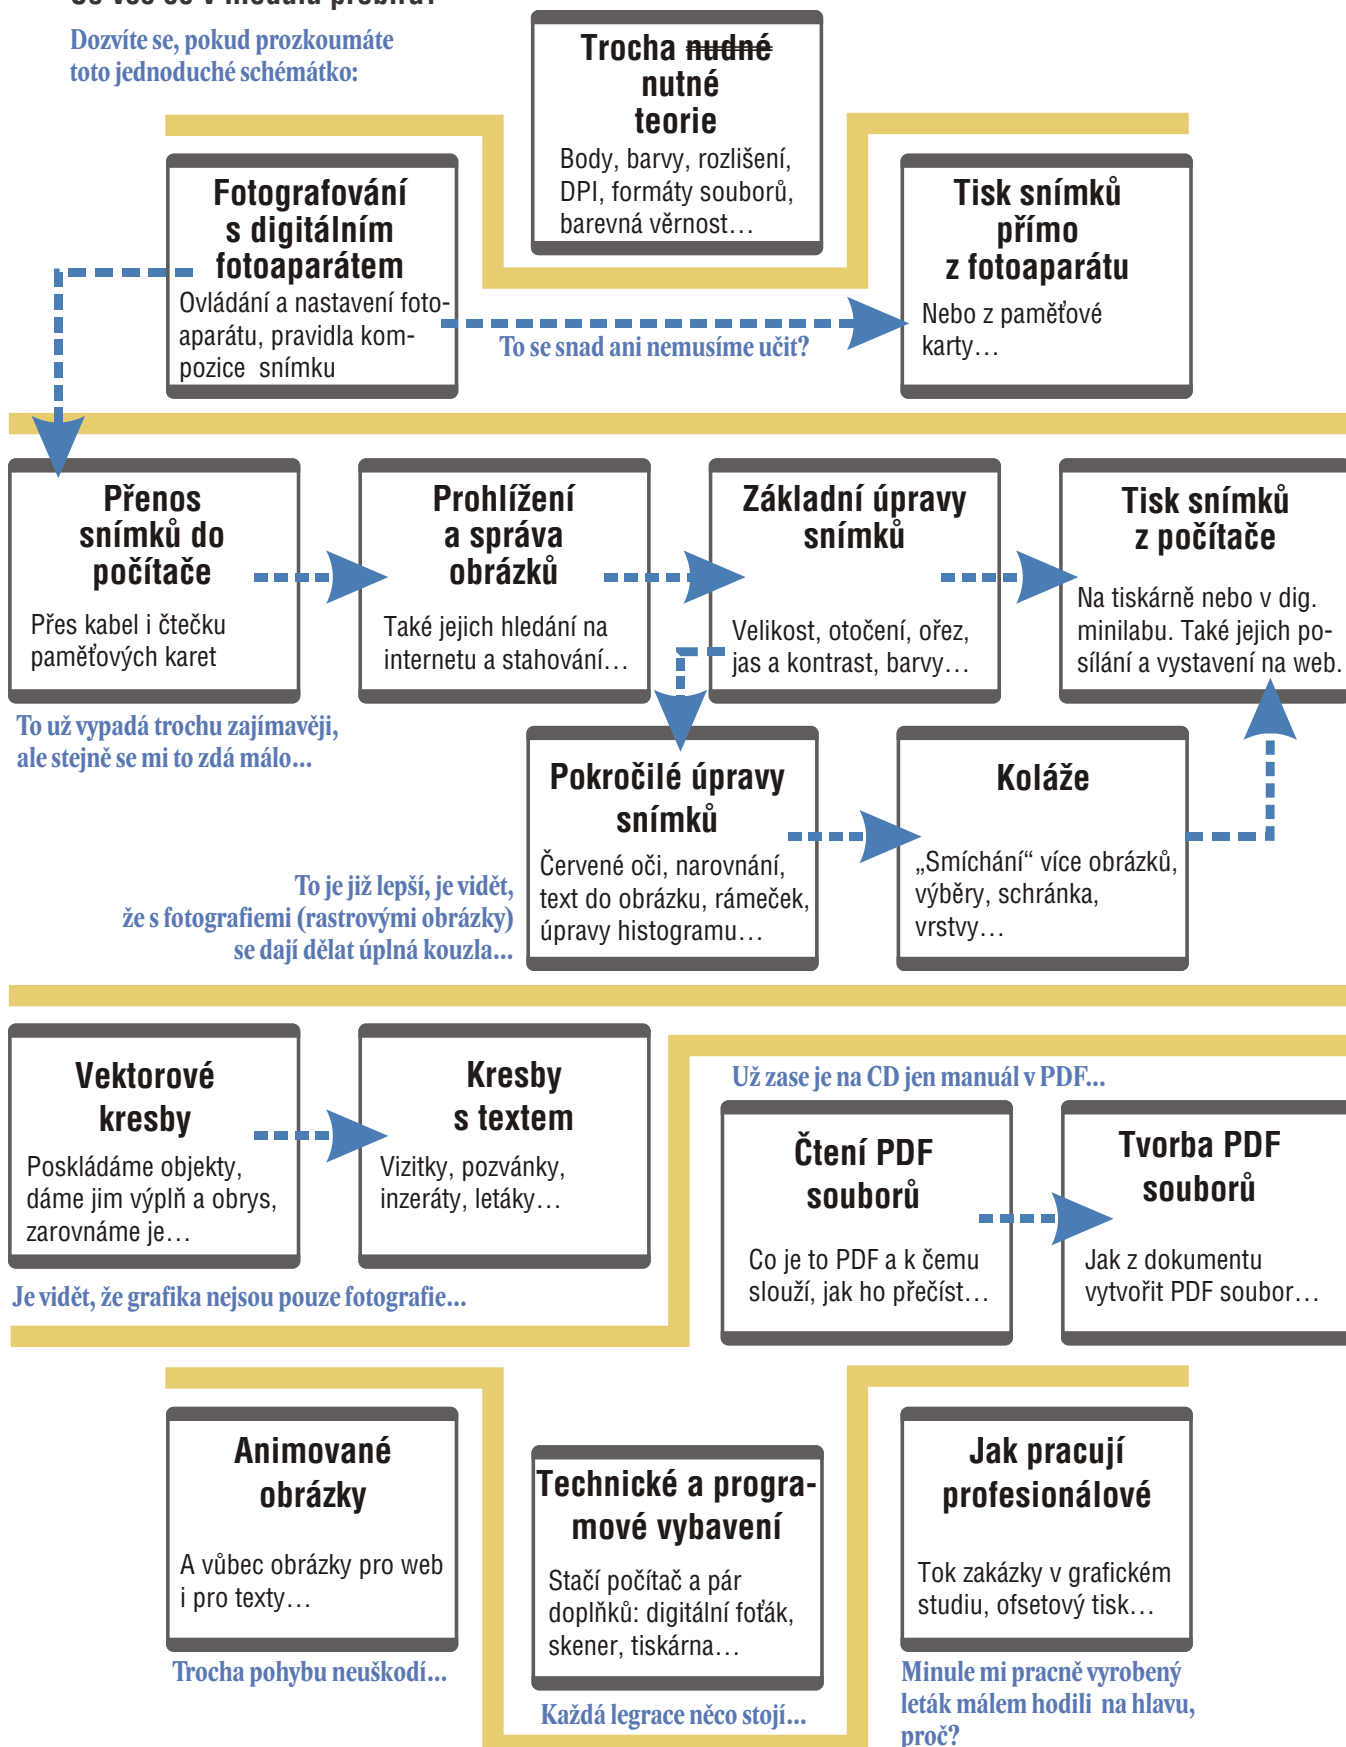 Co vše se v modulu probírá?
Dozvíte se, pokud prozkoumáte
toto jednoduché schémátko:
Trocha nudné
nutné
teorie
Body, barvy, rozlišení,
DPI, formáty souborů,
barevná věrnost…
Fotografování
s digitálním
fotoaparátem
Ovládání a nastavení foto-
aparátu, pravidla kom-
pozice snímku
To se snad ani nemusíme učit?
Tisk snímků
přímo
z fotoaparátu
Nebo z paměťové
karty…
Přenos
snímků do
počítače
Přes kabel i čtečku
paměťových karet
Prohlížení
a správa
obrázků
Také jejich hledání na
internetu a stahování…
Základní úpravy
snímků
Velikost, otočení, ořez,
jas a kontrast, barvy…
Tisk snímků
z počítače
Na tiskárně nebo v dig.
minilabu. Také jejich po-
sílání a vystavení na web.
To už vypadá trochu zajímavěji,
ale stejně se mi to zdá málo...
Pokročilé úpravy
snímků
Červené oči, narovnání,
text do obrázku, rámeček,
úpravy histogramu…
Koláže
„Smíchání“ více obrázků,
výběry, schránka,
vrstvy…
To je již lepší, je vidět,
že s fotografiemi (rastrovými obrázky)
se dají dělat úplná kouzla...
Vektorové
kresby
Poskládáme objekty,
dáme jim výplň a obrys,
zarovnáme je…
Kresby
s textem
Vizitky, pozvánky,
inzeráty, letáky…
Je vidět, že grafika nejsou pouze fotografie...
Už zase je na CD jen manuál v PDF...
Čtení PDF
souborů
Co je to PDF a k čemu
slouží, jak ho přečíst…
Tvorba PDF
souborů
Jak z dokumentu
vytvořit PDF soubor…
Animované
obrázky
A vůbec obrázky pro web
i pro texty…
Trocha pohybu neuškodí...
Technické a progra-
mové vybavení
Stačí počítač a pár
doplňků: digitální foťák,
skener, tiskárna…
Každá legrace něco stojí...
Jak pracují
profesionálové
Tok zakázky v grafickém
studiu, ofsetový tisk…
Minule mi pracně vyrobený
leták málem hodili na hlavu,
proč?